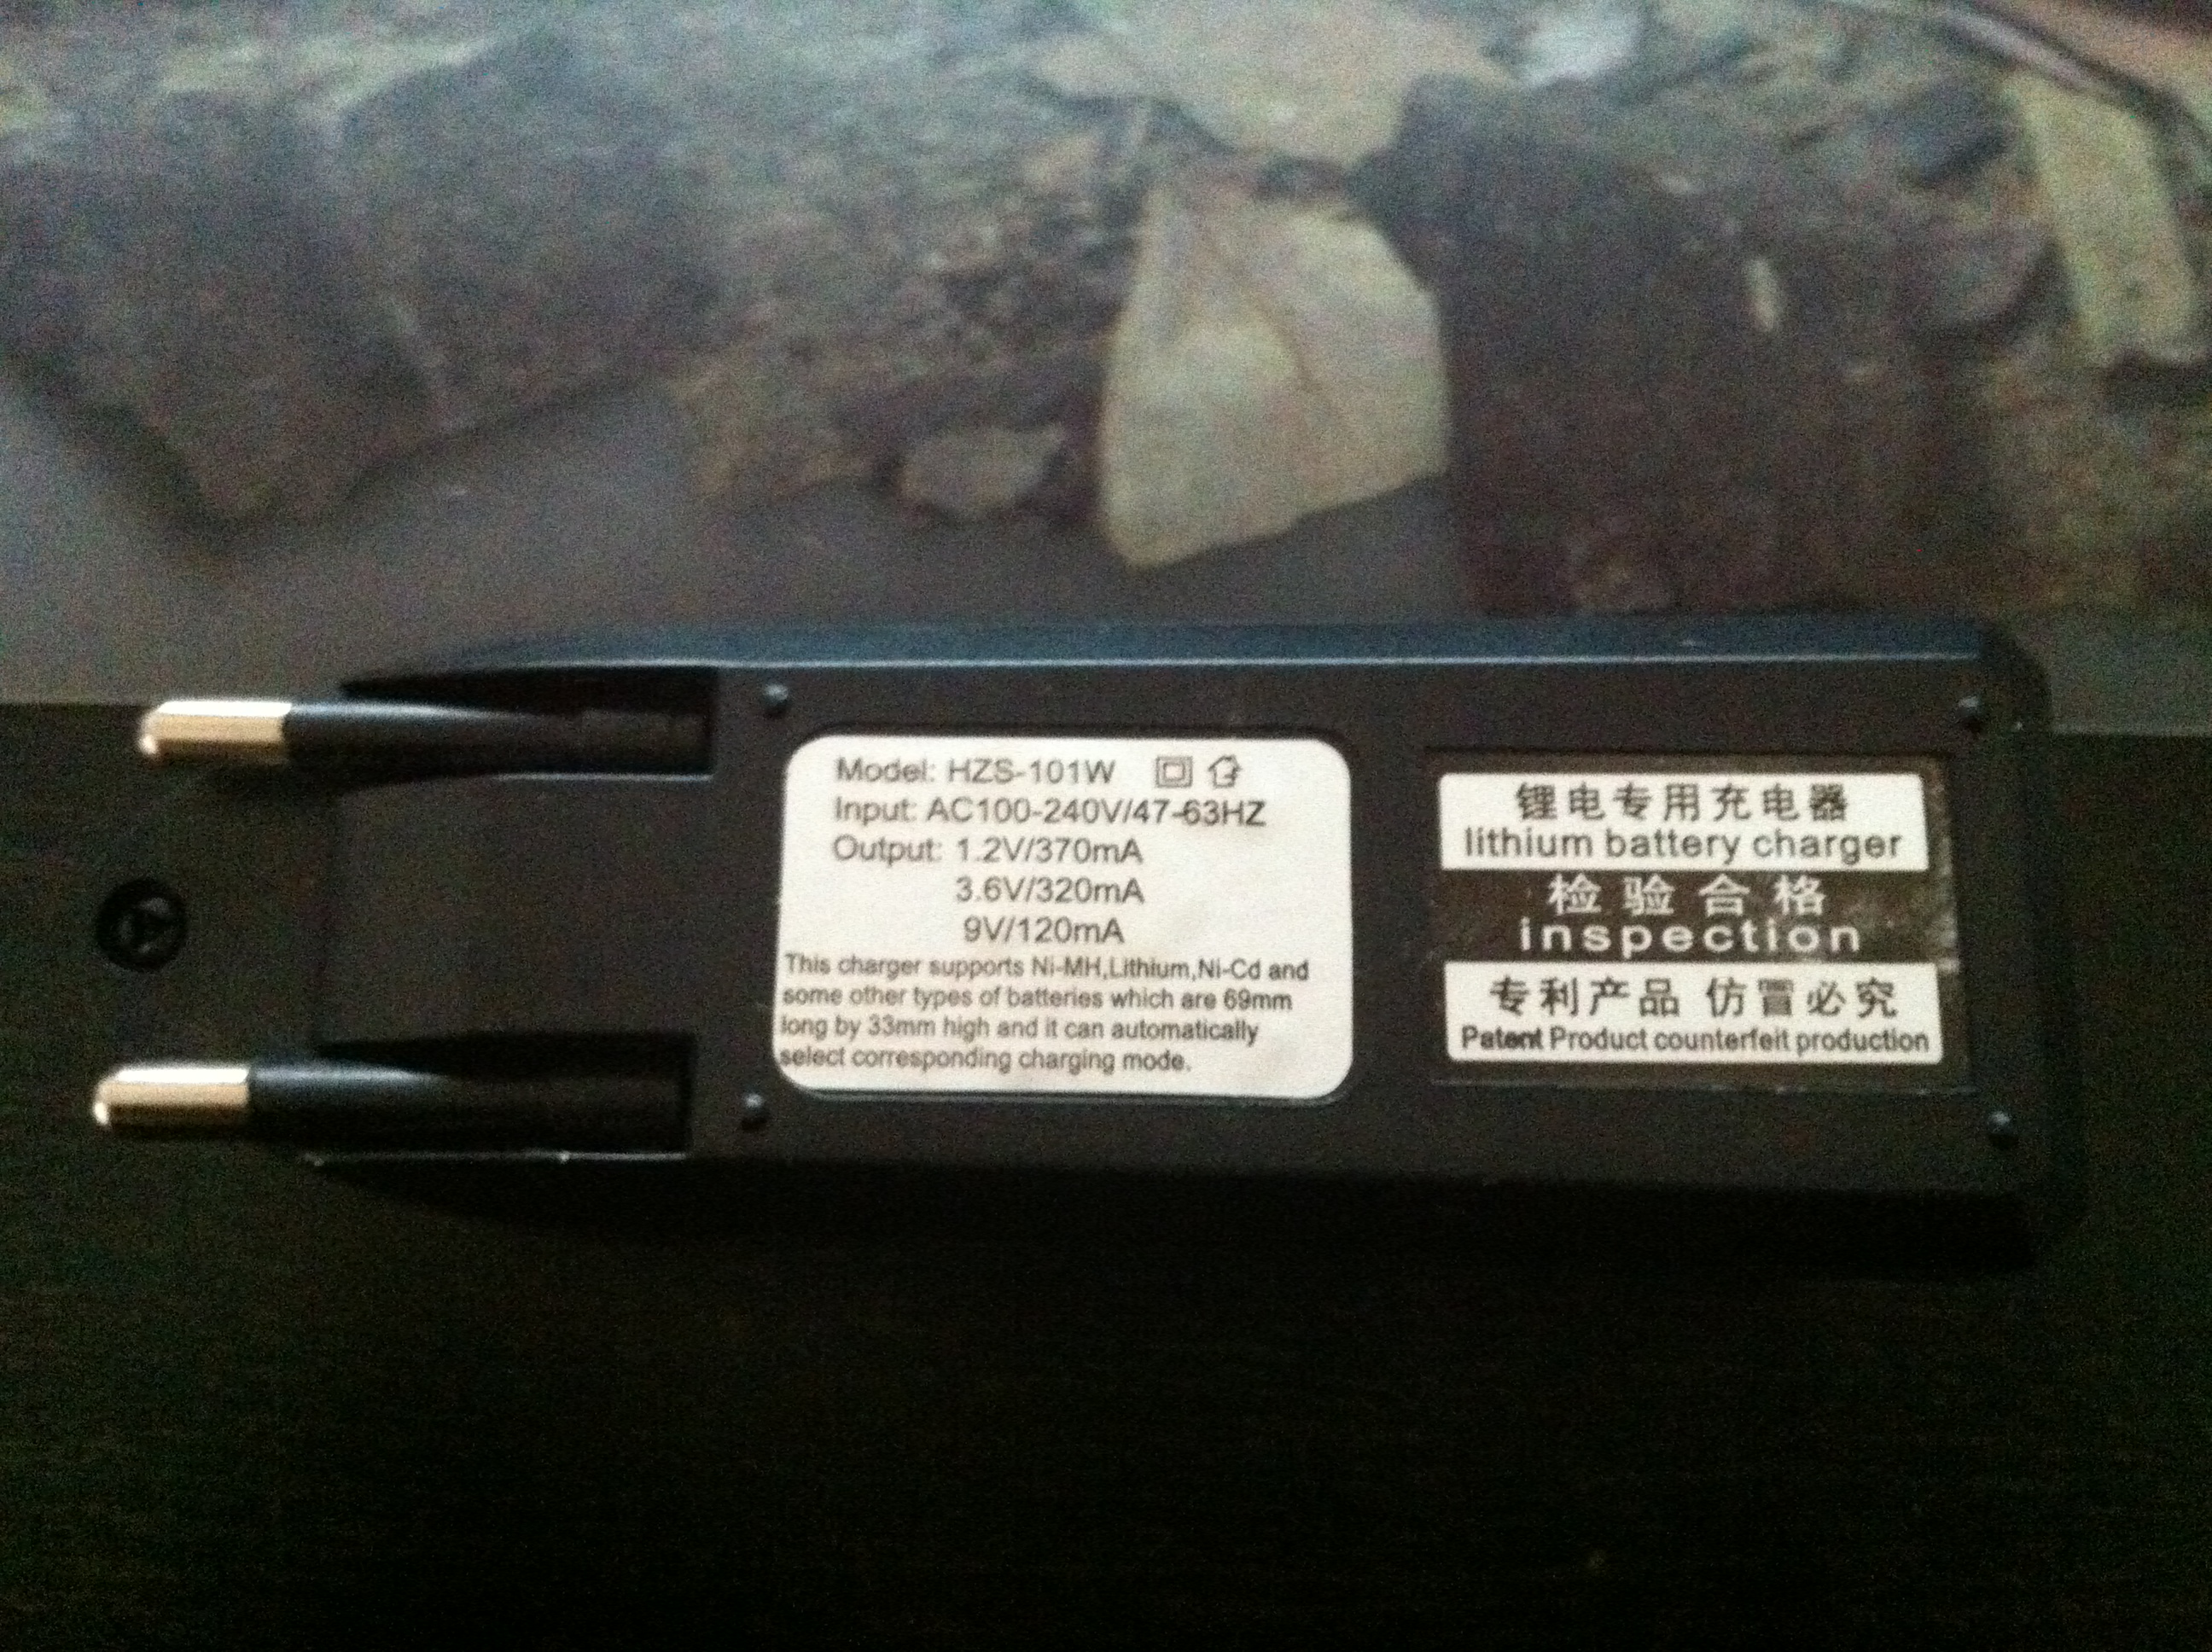 Model: HZS-101W
Input: AC100-240V/47-63HZ
Output: 1.2V/370mA
3.6V/320mA
9V/120mA
This charger supports Ni-MH,Lithium,Ni-Cd and
some other types of batteries which are 69mm
long by 33mm high and it can automatically
select corresponding charging mode.
锂电专用充电器
lithium battery charger
检验合格
inspection
专利产品 仿冒必究
Patent Product counterfeit production